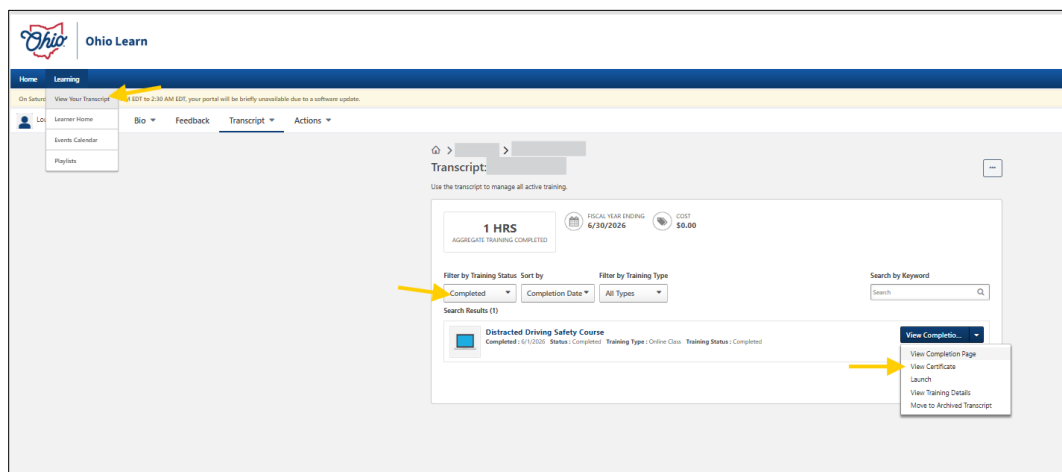 Ohio
Ohio Learn
Home Learning
On Satur AM EDT to 2:30 AM EDT, your portal will be briefly unavailable due to a software update.
View Your Transcript
Learner Home
Events Calendar
Playlists
Lou Bio Feedback Transcript Actions
Transcript:
Use the transcript to manage all active training.
1 HRS
AGGREGATE TRAINING COMPLETED
FISCAL YEAR ENDING
6/30/2026
COST
$0.00
Filter by Training Status Sort by Filter by Training Type Search by Keyword
Completed Completion Date All Types Search
Search Results (1)
Distracted Driving Safety Course
Completed : 6/1/2026 Status : Completed Training Type : Online Class Training Status : Completed
View Completio...
View Completion Page
View Certificate
Launch
View Training Details
Move to Archived Transcript